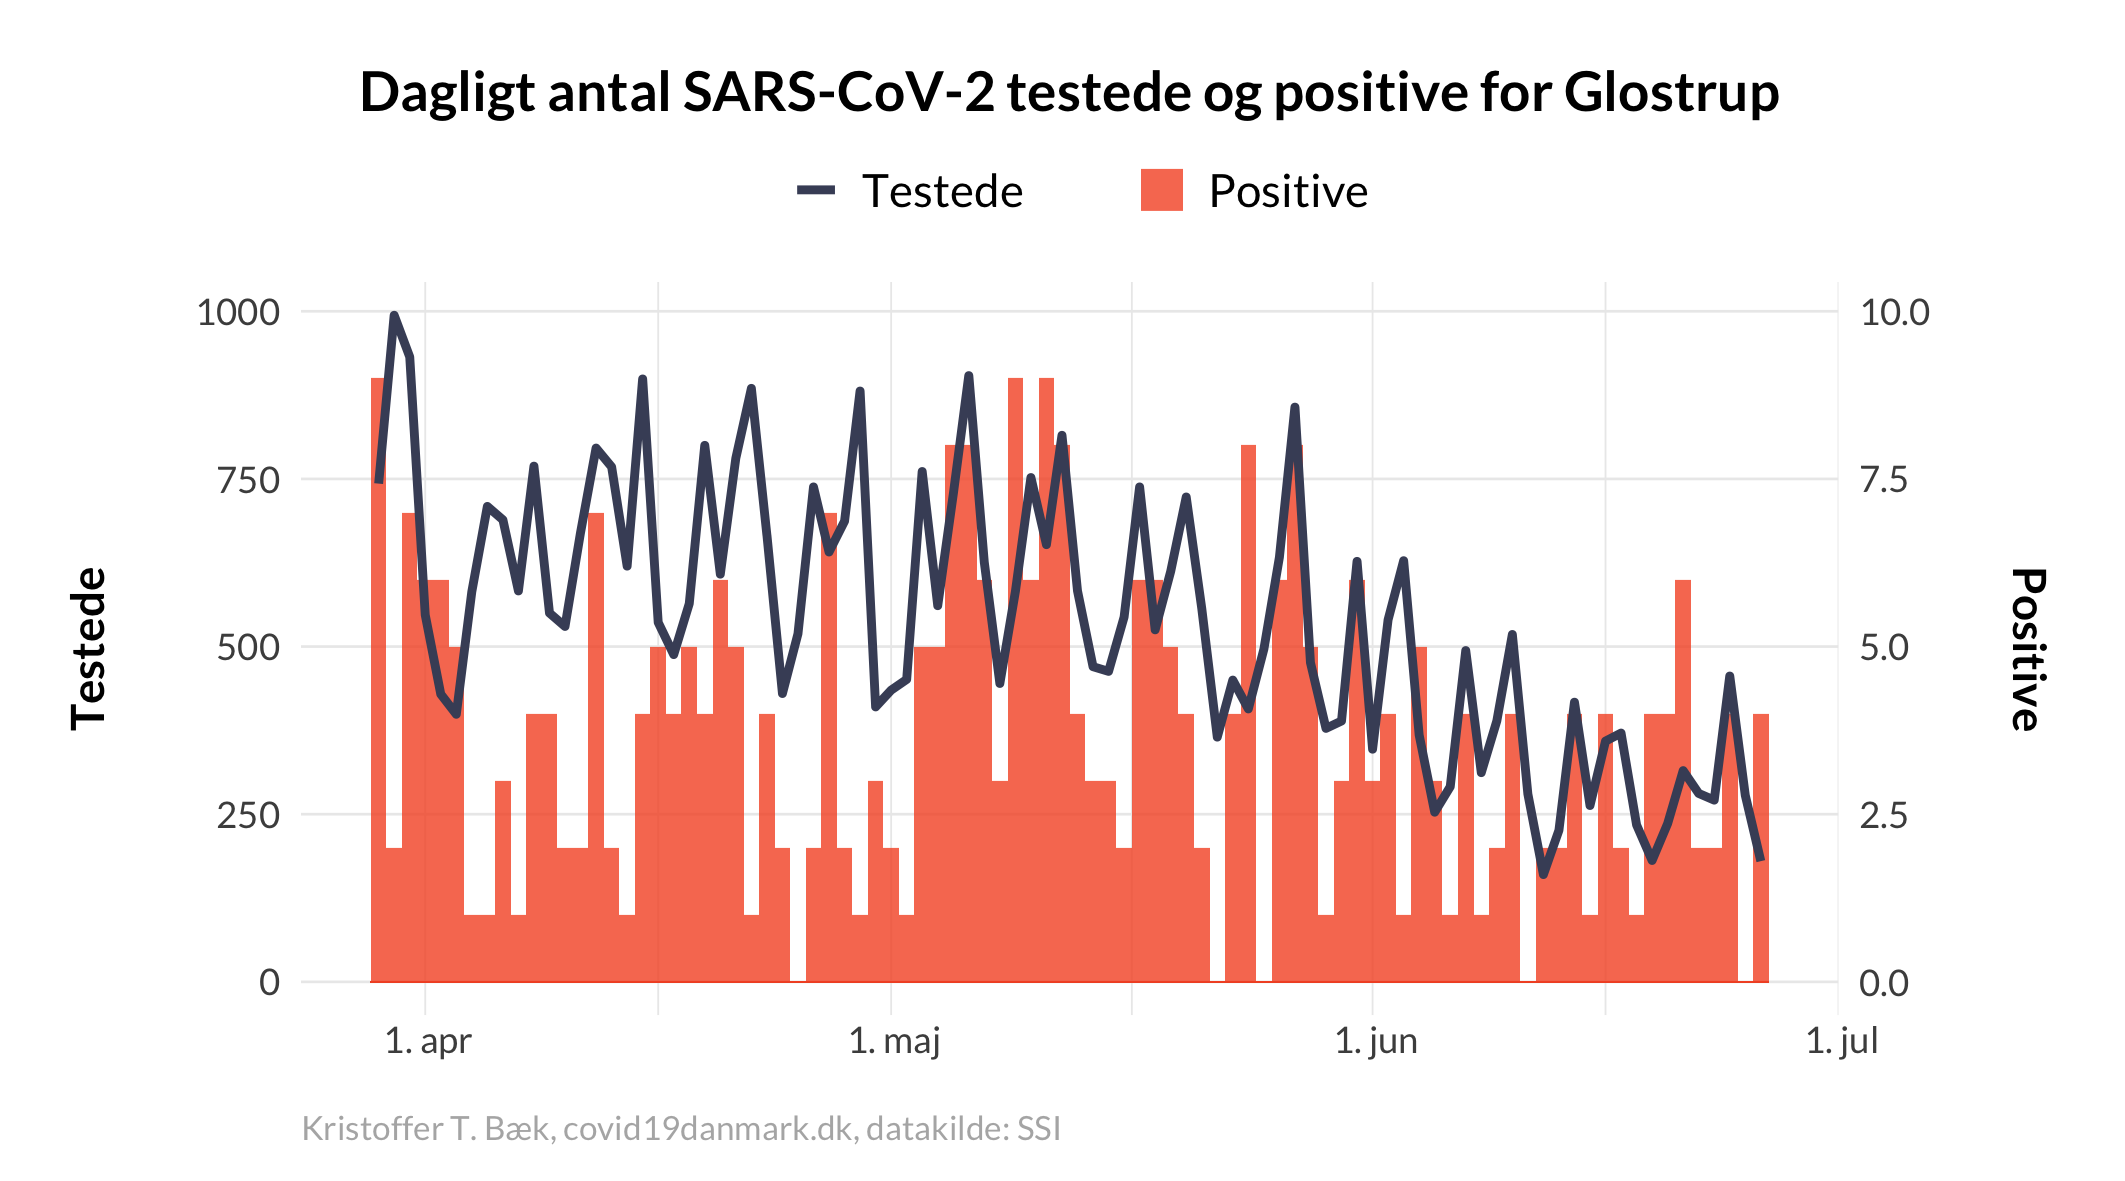 Dagligt antal SARS-CoV-2 testede og positive for Glostrup
Testede Positive
1000 10.0
750 7.5
500 5.0
250 2.5
0 0.0
Testede
Positive
1. apr 1. maj 1. jun 1. jul
Kristoffer T. Bæk, covid19danmark.dk, datakilde: SSI